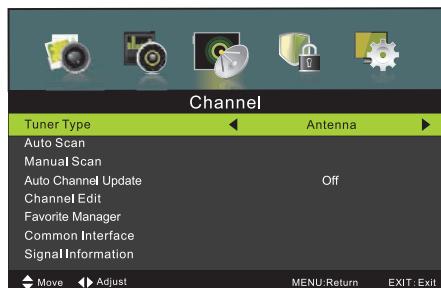 Channel
Tuner Type Antenna
Auto Scan
Manual Scan
Auto Channel Update Off
Channel Edit
Favorite Manager
Common Interface
Signal Information
Move Adjust MENU:Return EXIT:Exit